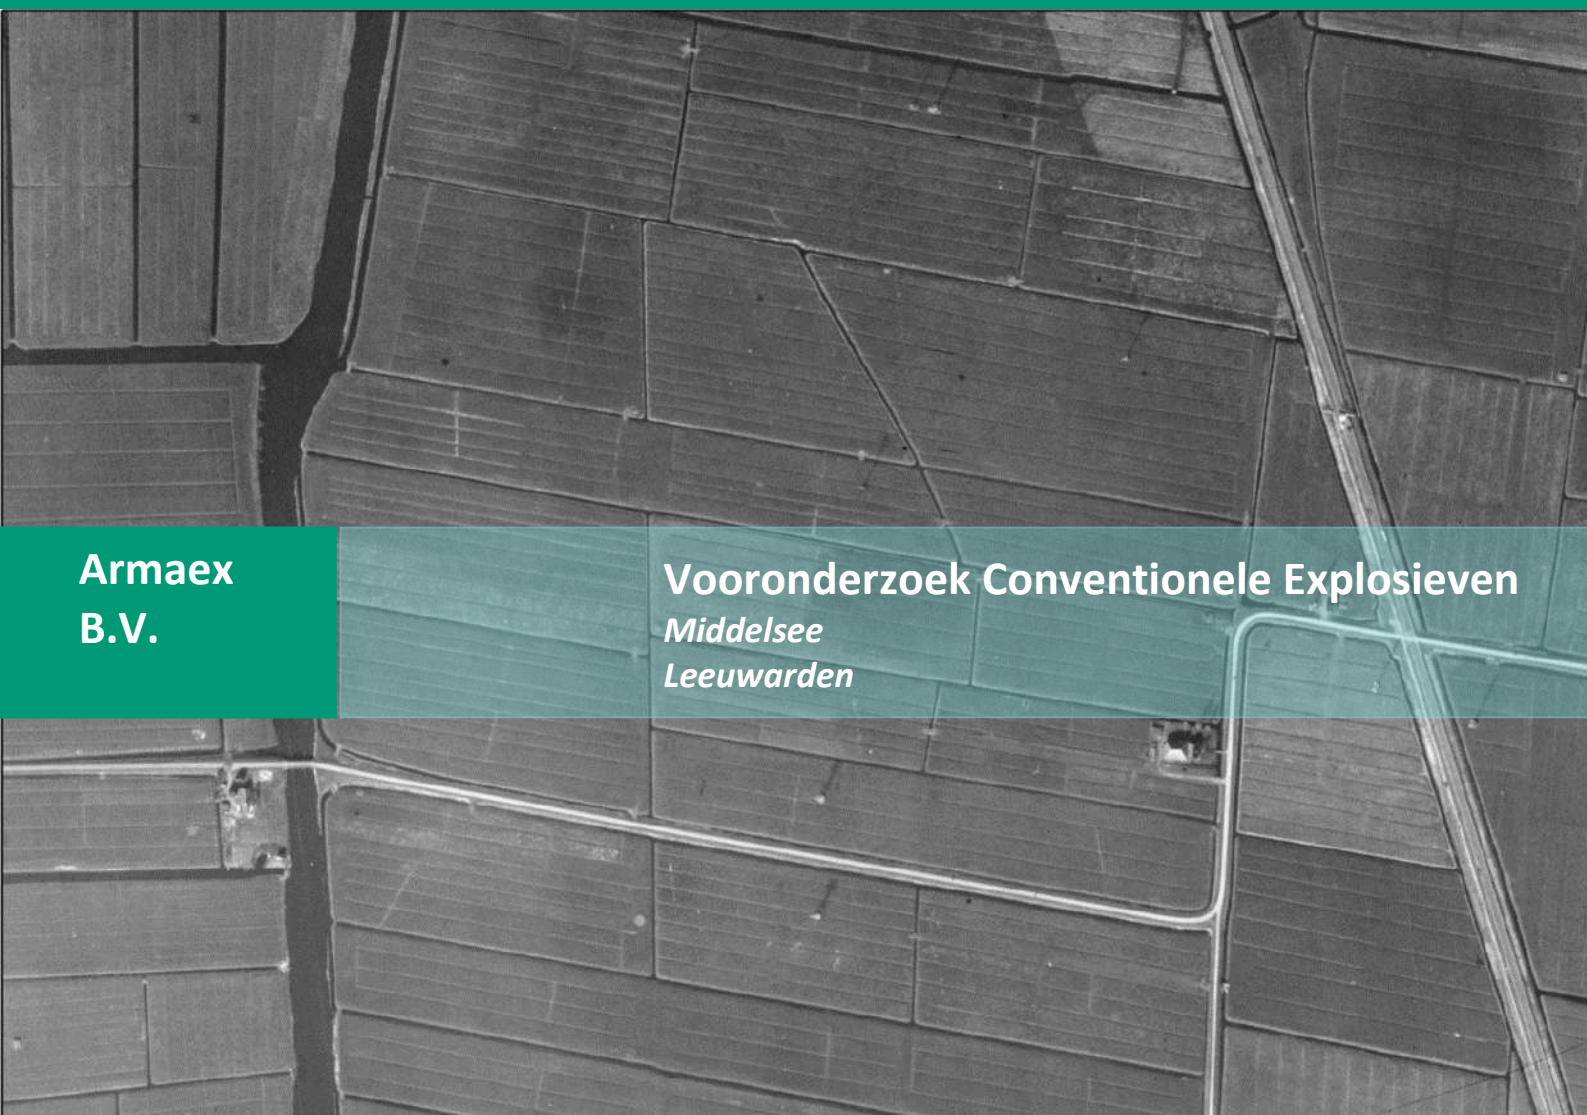 Armaex
B.V.
Vooronderzoek Conventionele Explosieven
Middelsee
Leeuwarden